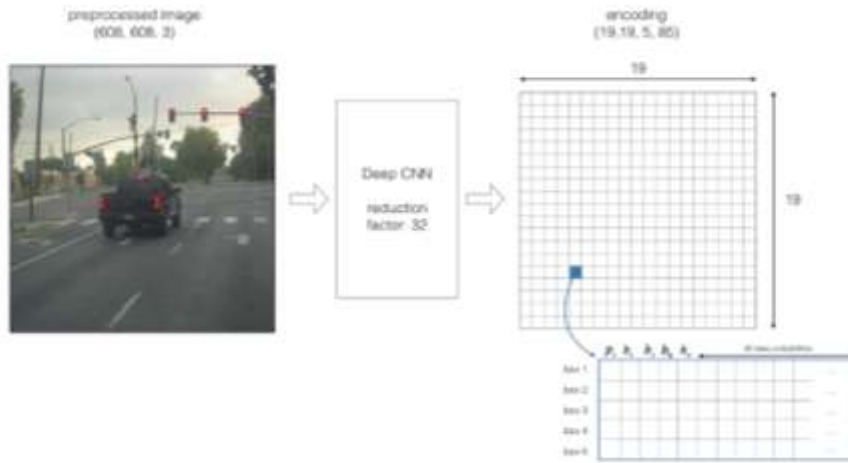 preprocessed image
(608, 608, 3)
encoding
(19,19, 5, 85)
19
Deep CNN
reduction
factor 32
19
box 1
box 2
box 3
box 4
box 5